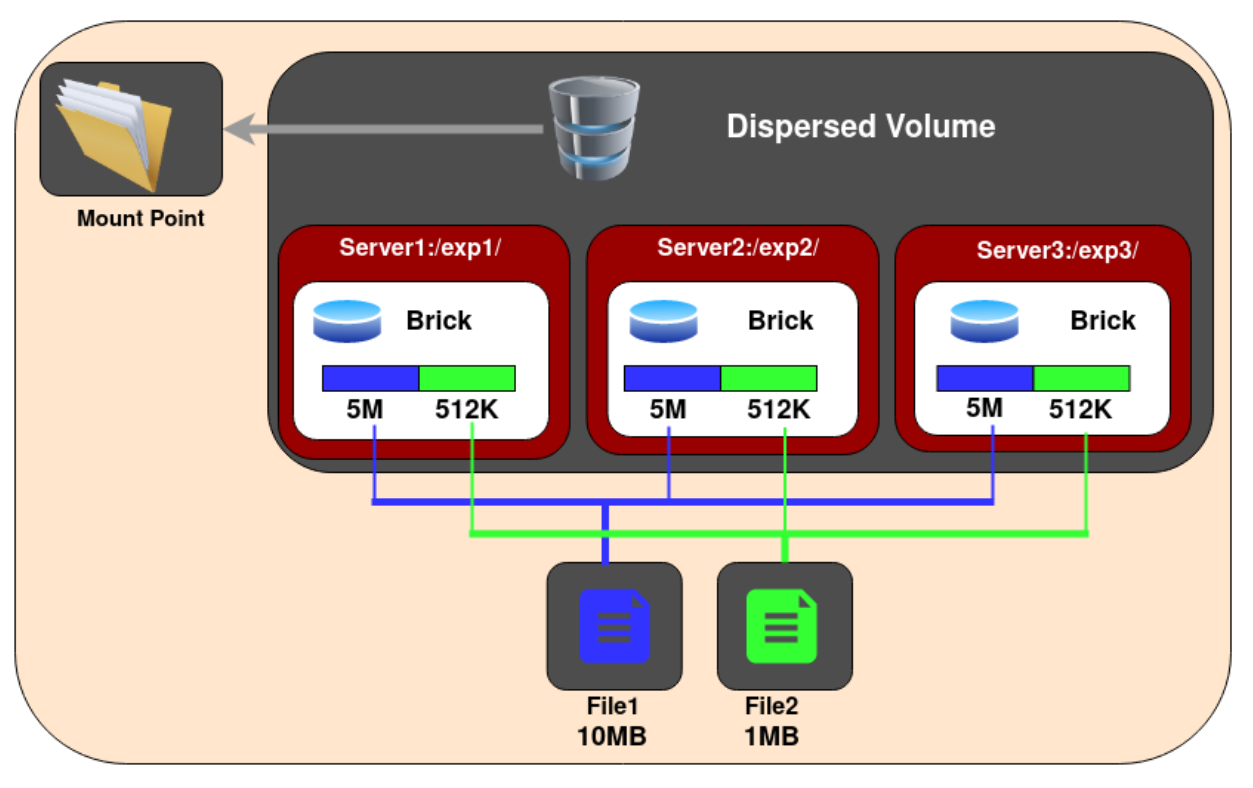 Dispersed Volume
Mount Point
Server1:/exp1/
Server2:/exp2/
Server3:/exp3/
Brick
Brick
Brick
5M
512K
5M
512K
5M
512K
File1
10MB
File2
1MB